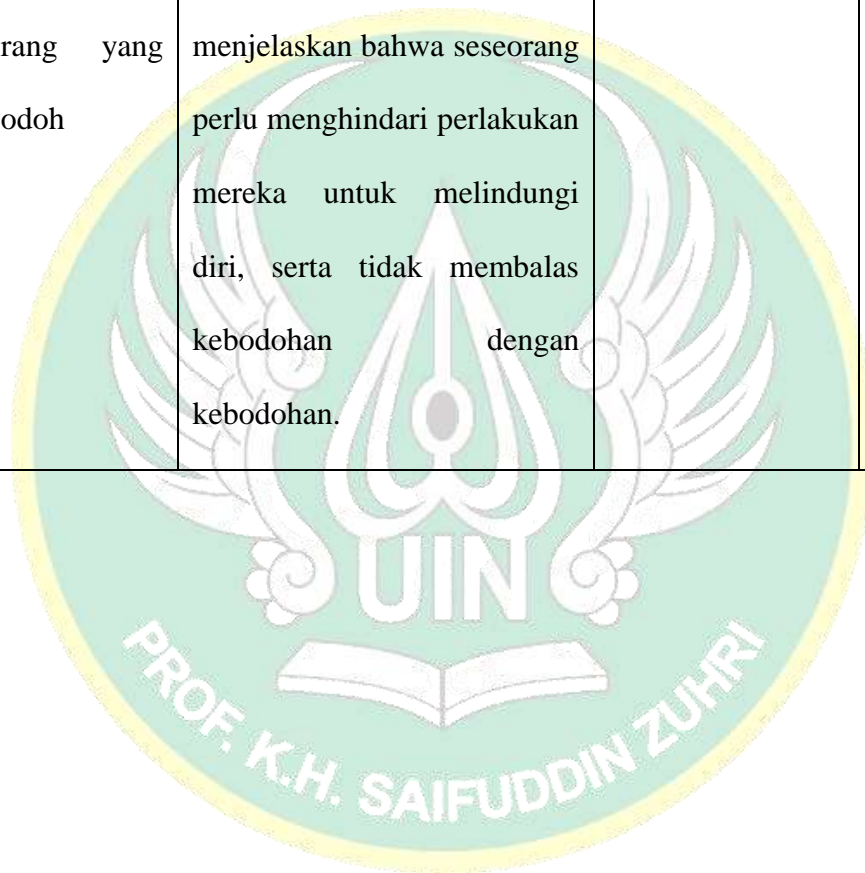 rang yang
odoh
menjelaskan bahwa seseorang
perlu menghindari perlakukan
mereka untuk melindungi
diri, serta tidak membalas
kebodohan dengan
kebodohan.
UIN
PROF. K.H. SAIFUDDIN ZUHRI